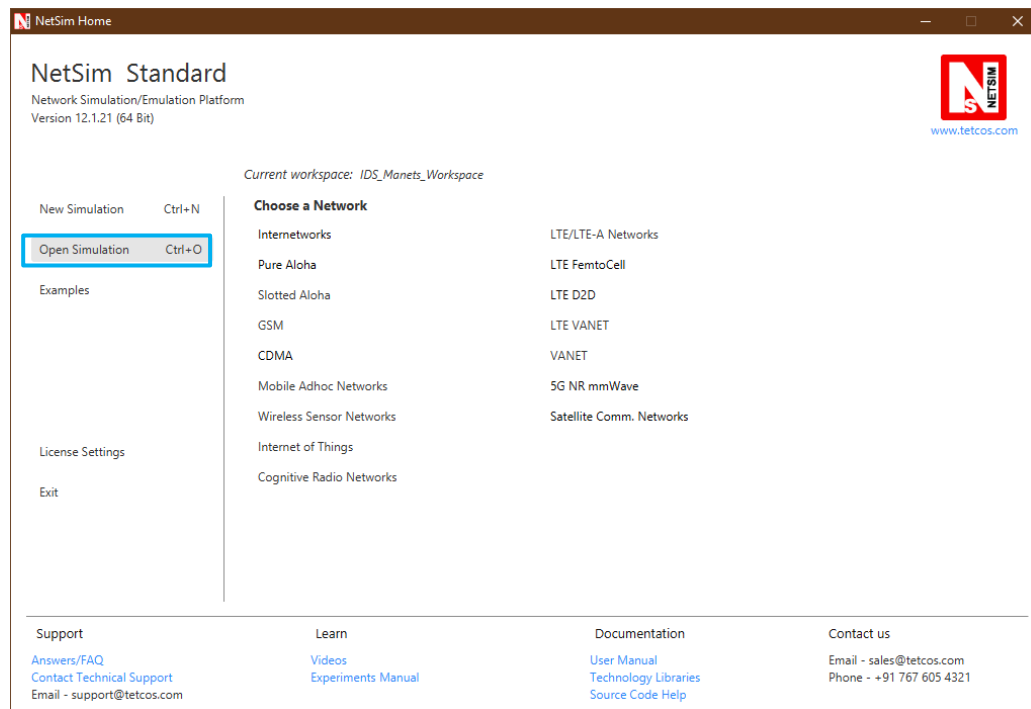 NetSim Home
NetSim Standard
Network Simulation/Emulation Platform
Version 12.1.21 (64 Bit)
NS
NETSIM
www.tetcos.com
Current workspace: IDS_Manets_Workspace
New Simulation Ctrl+N
Open Simulation Ctrl+O
Examples
License Settings
Exit
Choose a Network
Internetworks
Pure Aloha
Slotted Aloha
GSM
CDMA
Mobile Adhoc Networks
Wireless Sensor Networks
Internet of Things
Cognitive Radio Networks
LTE/LTE-A Networks
LTE FemtoCell
LTE D2D
LTE VANET
VANET
5G NR mmWave
Satellite Comm. Networks
Support
Answers/FAQ
Contact Technical Support
Email - support@tetcos.com
Learn
Videos
Experiments Manual
Documentation
User Manual
Technology Libraries
Source Code Help
Contact us
Email - sales@tetcos.com
Phone - +91 767 605 4321